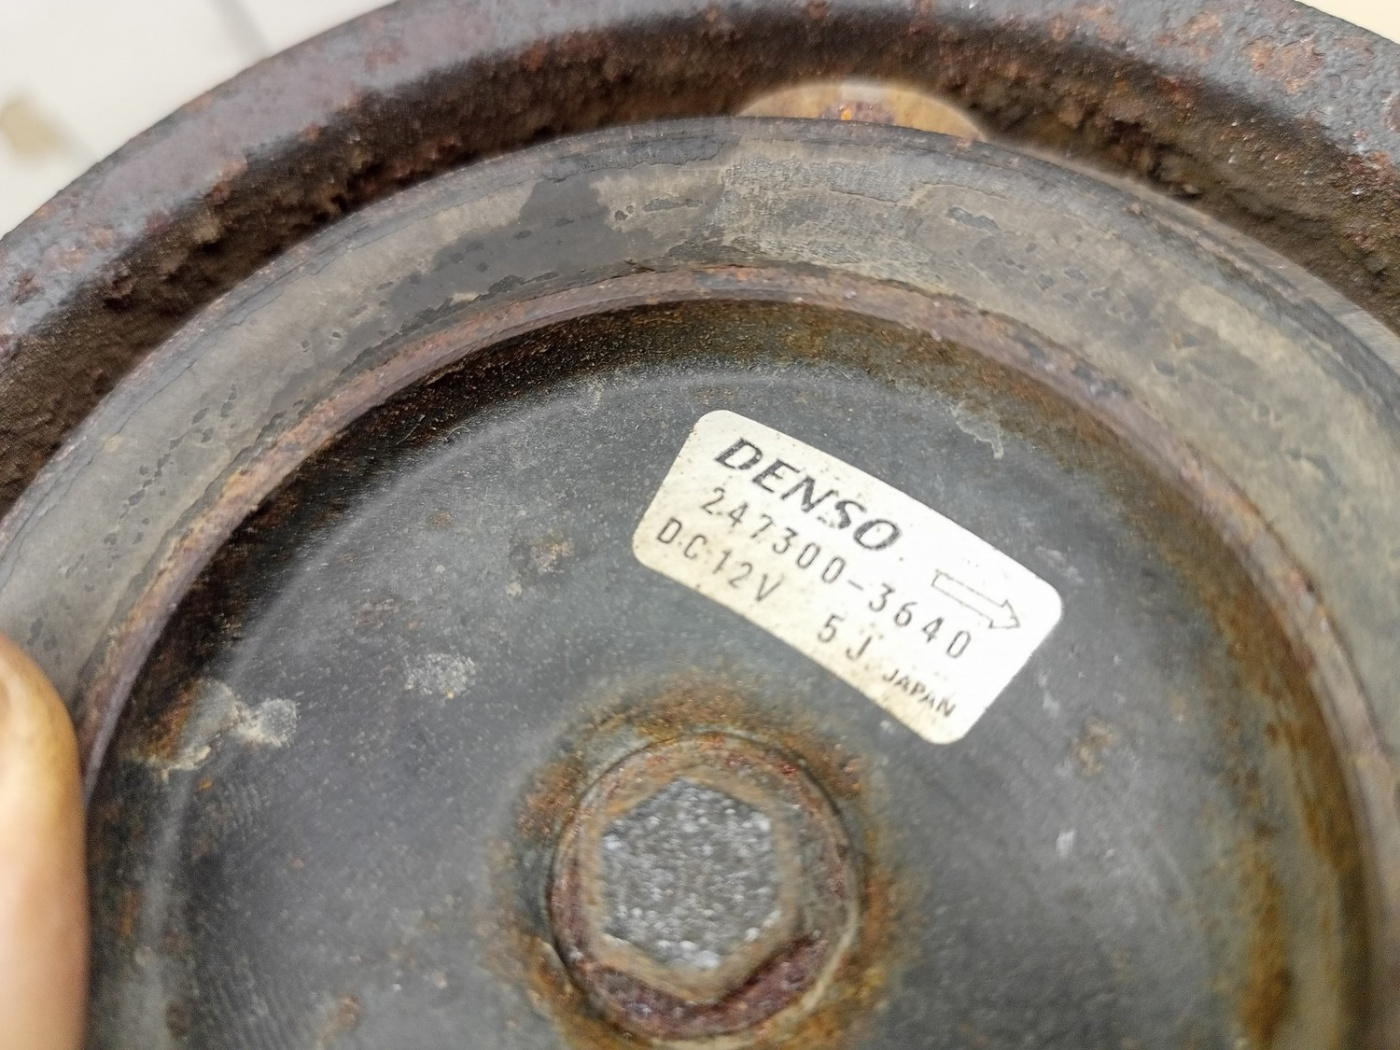 DENSO
247300-3640
DC12V 5J JAPAN